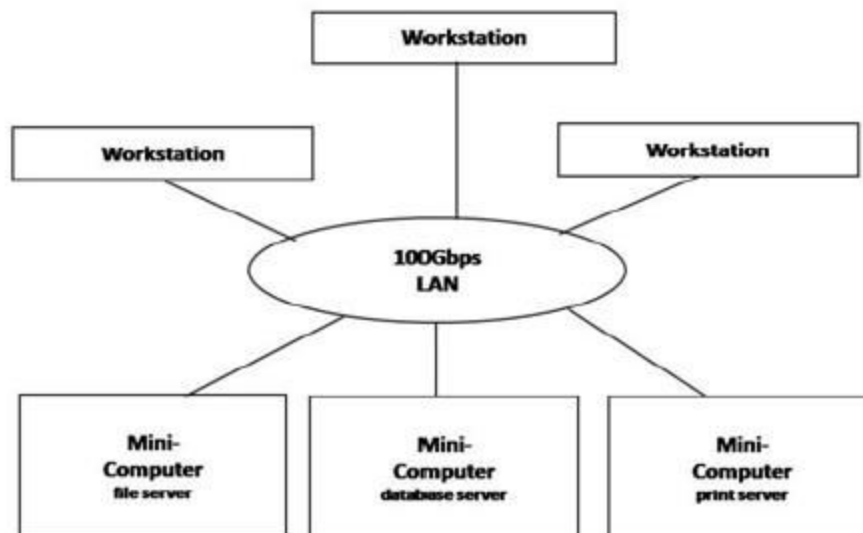 Workstation
Workstation
Workstation
100Gbps
LAN
Mini-
Computer
file server
Mini-
Computer
database server
Mini-
Computer
print server